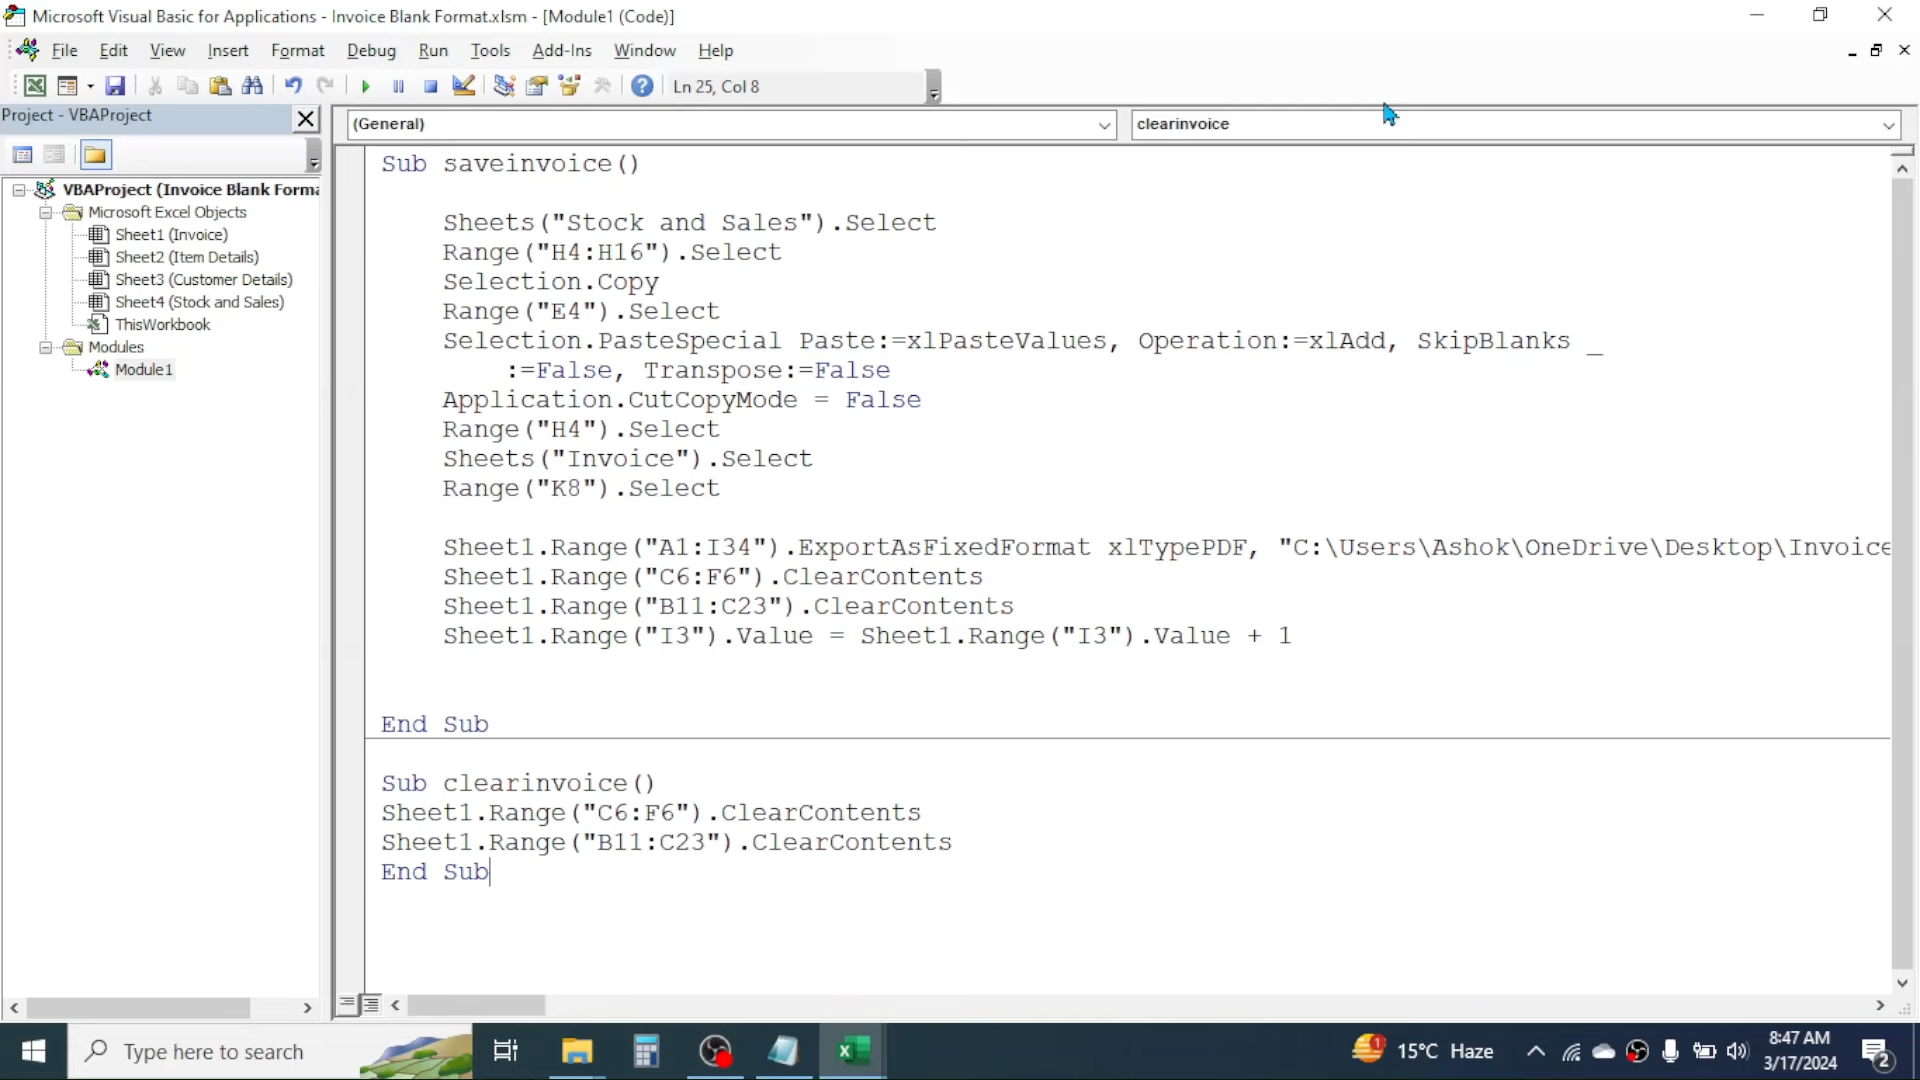 Microsoft Visual Basic for Applications - Invoice Blank Format.xlsm - [Module1 (Code)]
File Edit View Insert Format Debug Run Tools Add-Ins Window Help
Ln 25, Col 8
Project - VBAProject
(General)
clearinvoice
VBAProject (Invoice Blank Forma
Microsoft Excel Objects
Sheet1 (Invoice)
Sheet2 (Item Details)
Sheet3 (Customer Details)
Sheet4 (Stock and Sales)
ThisWorkbook
Modules
Module1
Sub saveinvoice()
Sheets("Stock and Sales").Select
Range("H4:H16").Select
Selection.Copy
Range("E4").Select
Selection.PasteSpecial Paste:=xlPasteValues, Operation:=xlAdd, SkipBlanks _
:=False, Transpose:=False
Application.CutCopyMode = False
Range("H4").Select
Sheets("Invoice").Select
Range("K8").Select
Sheet1.Range("A1:I34").ExportAsFixedFormat xlTypePDF, "C:\Users\Ashok\OneDrive\Desktop\Invoice
Sheet1.Range("C6:F6").ClearContents
Sheet1.Range("B11:C23").ClearContents
Sheet1.Range("I3").Value = Sheet1.Range("I3").Value + 1
End Sub
Sub clearinvoice()
Sheet1.Range("C6:F6").ClearContents
Sheet1.Range("B11:C23").ClearContents
End Sub
Type here to search
1
15°C Haze
8:47 AM
3/17/2024
2